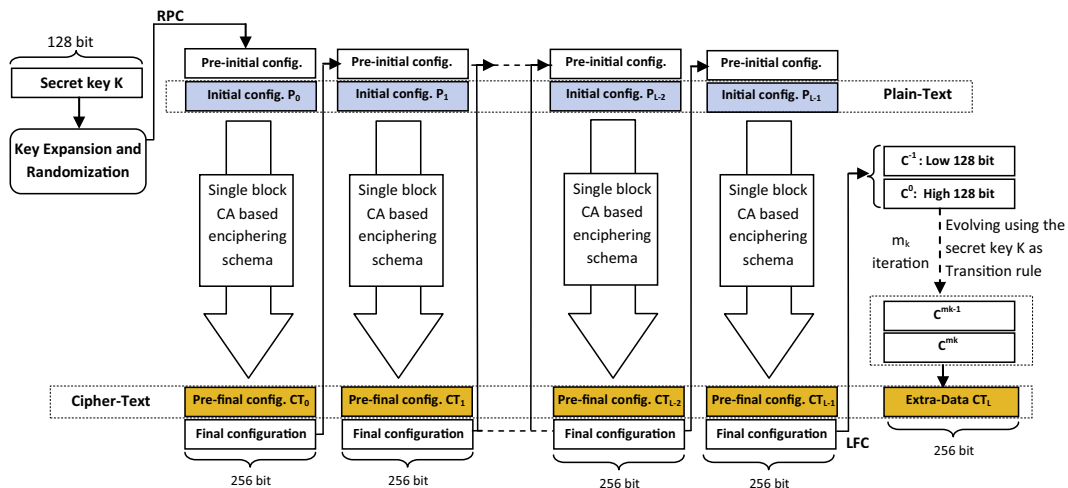 RPC
128 bit
Secret key K
Key Expansion and
Randomization
Pre-initial config.
Pre-initial config.
Pre-initial config.
Pre-initial config.
Initial config. P0
Initial config. P1
Initial config. PL-2
Initial config. PL-1
Plain-Text
Single block
CA based
enciphering
schema
Single block
CA based
enciphering
schema
Single block
CA based
enciphering
schema
Single block
CA based
enciphering
schema
C-1 : Low 128 bit
C0: High 128 bit
mk
iteration
Evolving using the
secret key K as
Transition rule
Cmk-1
Cmk
Cipher-Text
Pre-final config. CT0
Pre-final config. CT1
Pre-final config. CTL-2
Pre-final config. CTL-1
Extra-Data CTL
Final configuration
Final configuration
Final configuration
Final configuration
LFC
256 bit
256 bit
256 bit
256 bit
256 bit